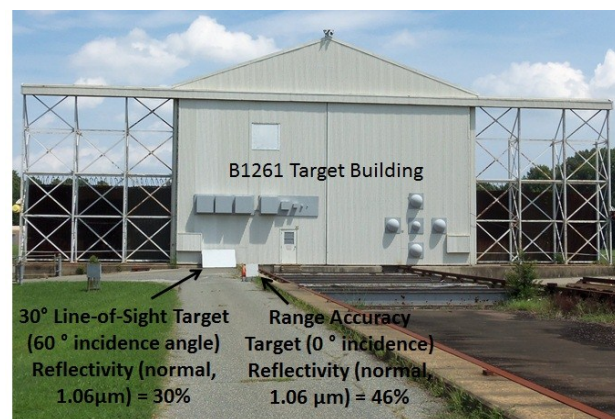 B1261 Target Building
30° Line-of-Sight Target
(60 ° incidence angle)
Reflectivity (normal,
1.06µm) = 30%
Range Accuracy
Target (0 ° incidence)
Reflectivity (normal,
1.06 µm) = 46%